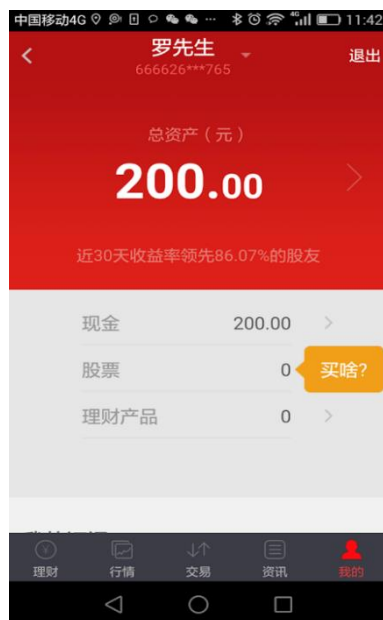 中国移动4G 11:42
罗先生
退出
666626***765
总资产（元）
200.00
近30天收益率领先86.07%的股友
现金 200.00
股票 0 买啥?
理财产品 0
理财 行情 交易 资讯 我的